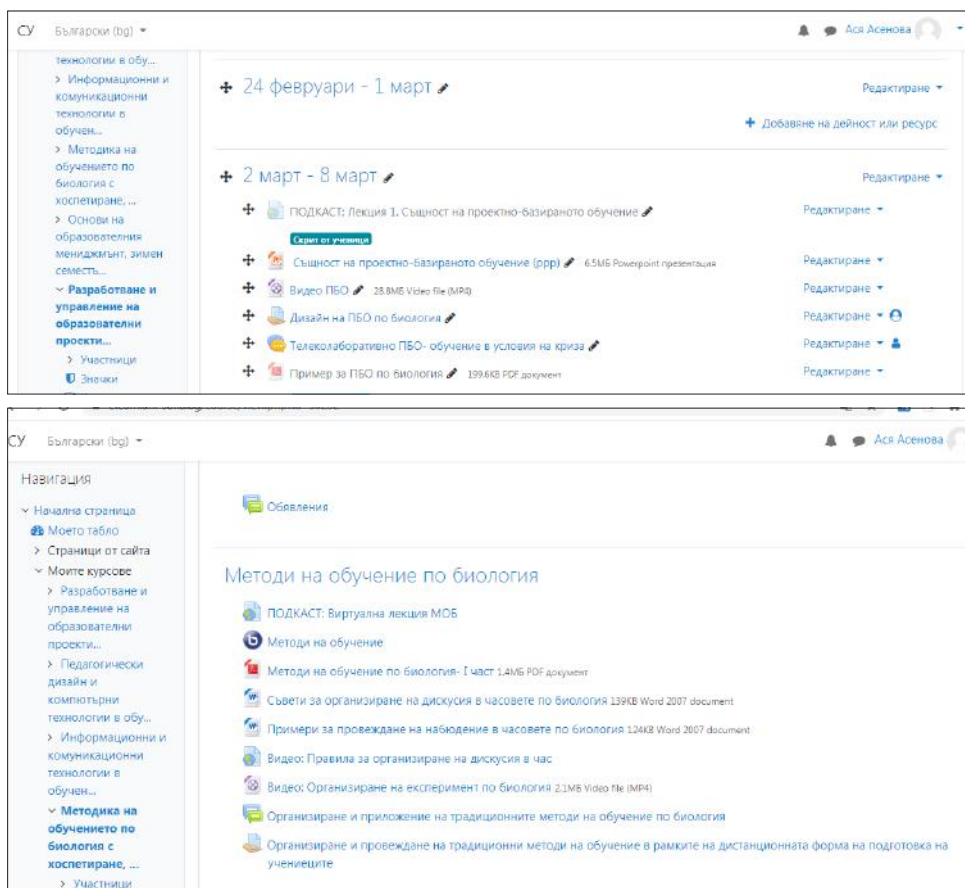 СУ Български (bg) Ася Асенова
технологии в обу...
Информационни и
комуникационни
технологии в
обучен...
Методика на
обучението по
биология с
хоспетиране, ...
Основи на
образователния
мениджмънт, зимен
семестъ...
Разработване и
управление на
образователни
проекти...
Участници
Значки
24 февруари - 1 март Редактиране
Добавяне на дейност или ресурс
2 март - 8 март Редактиране
ПОДКАСТ: Лекция 1. Същност на проектно-базираното обучение Редактиране
Скрит от ученици
Същност на проектно-базираното обучение (ppp) 6.5МБ Powerpoint презентация Редактиране
Видео ПБО 28.8МБ Video file (MP4) Редактиране
Дизайн на ПБО по биология Редактиране
Телеколаборативно ПБО- обучение в условия на криза Редактиране
Пример за ПБО по биология 199.6KB PDF документ Редактиране
СУ Български (bg) Ася Асенова
Навигация
Начална страница
Моето табло
Страници от сайта
Моите курсове
Разработване и
управление на
образователни
проекти...
Педагогически
дизайн и
компютърни
технологии в обу...
Информационни и
комуникационни
технологии в
обучен...
Методика на
обучението по
биология с
хоспетиране, ...
Участници
Обявления
Методи на обучение по биология
ПОДКАСТ: Виртуална лекция МОБ
Методи на обучение
Методи на обучение по биология- I част 1.4МБ PDF документ
Съвети за организиране на дискусия в часовете по биология 139KB Word 2007 document
Примери за провеждане на набюдение в часовете по биология 124KB Word 2007 document
Видео: Правила за организиране на дискусия в час
Видео: Организиране на експеримент по биология 2.1МБ Video file (MP4)
Организиране и приложение на традиционните методи на обучение по биология
Организиране и провеждане на традиционни методи на обучение в рамките на дистанционната форма на подготовка на
учениеците